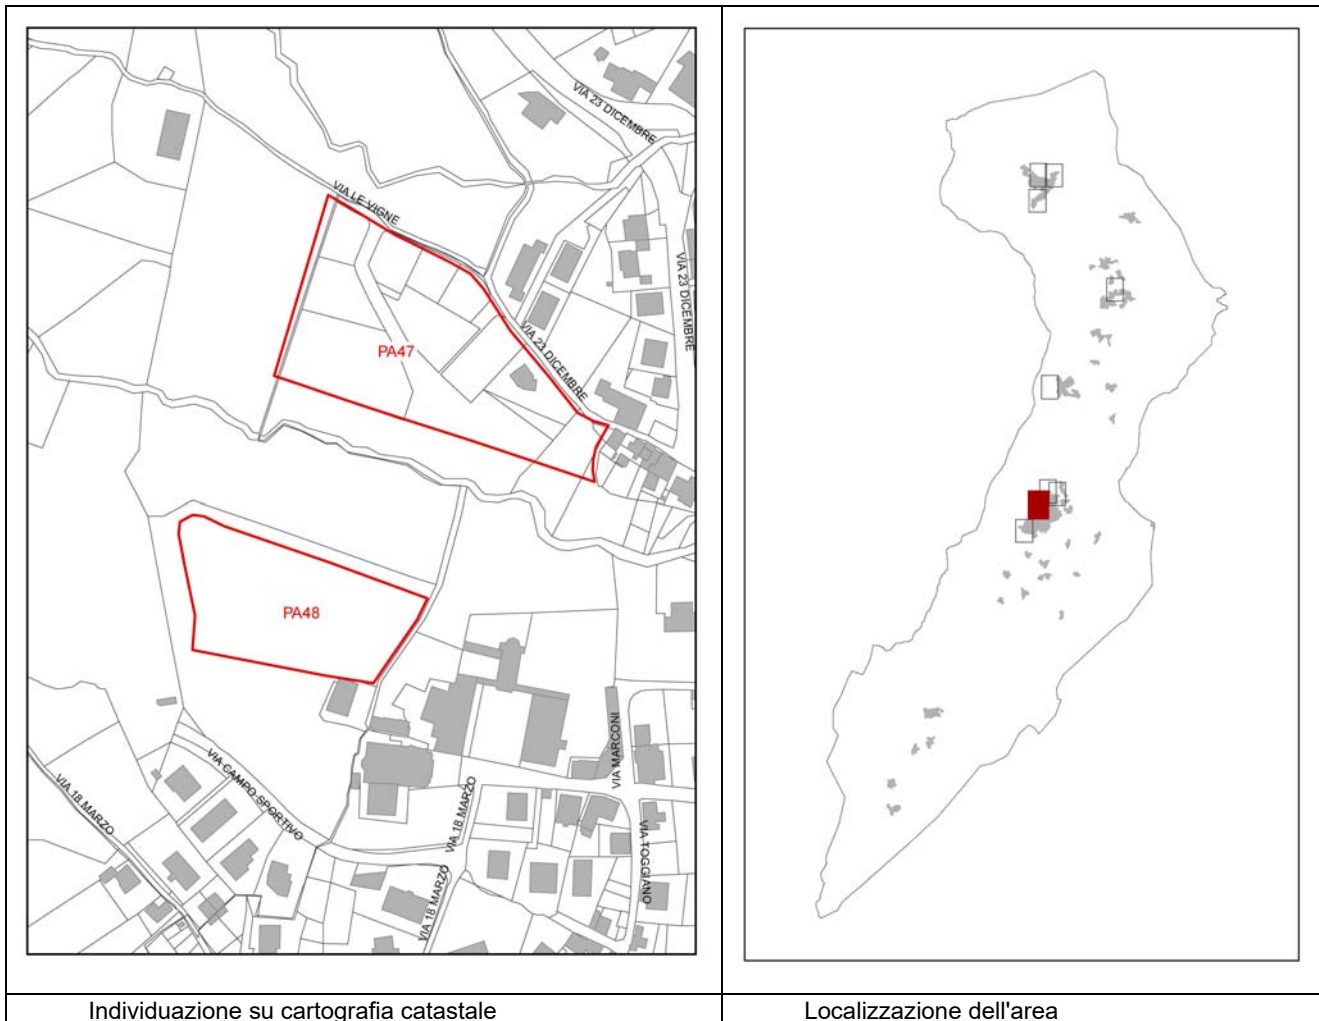 VIA 23 DICEMBRE
VIA LE VIGNE
VIA 23 DICEMBRE
PA47
VIA 23 DICEMBRE
PA48
VIA MARCONI
VIA CAMPO SPORTIVO
VIA 18 MARZO
VIA 18 MARZO
VIA TOGGIANO
VIA 18 MARZO
Individuazione su cartografia catastale
Localizzazione dell'area